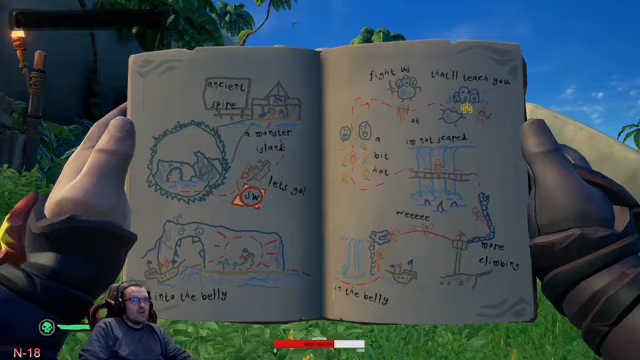 ancient
spire
a monster
island
lets go!
SW
into the belly
fight us
that'll teach you
oh
a
bit
hot
im not scared
weeeee
more
climbing
in the belly
N-18